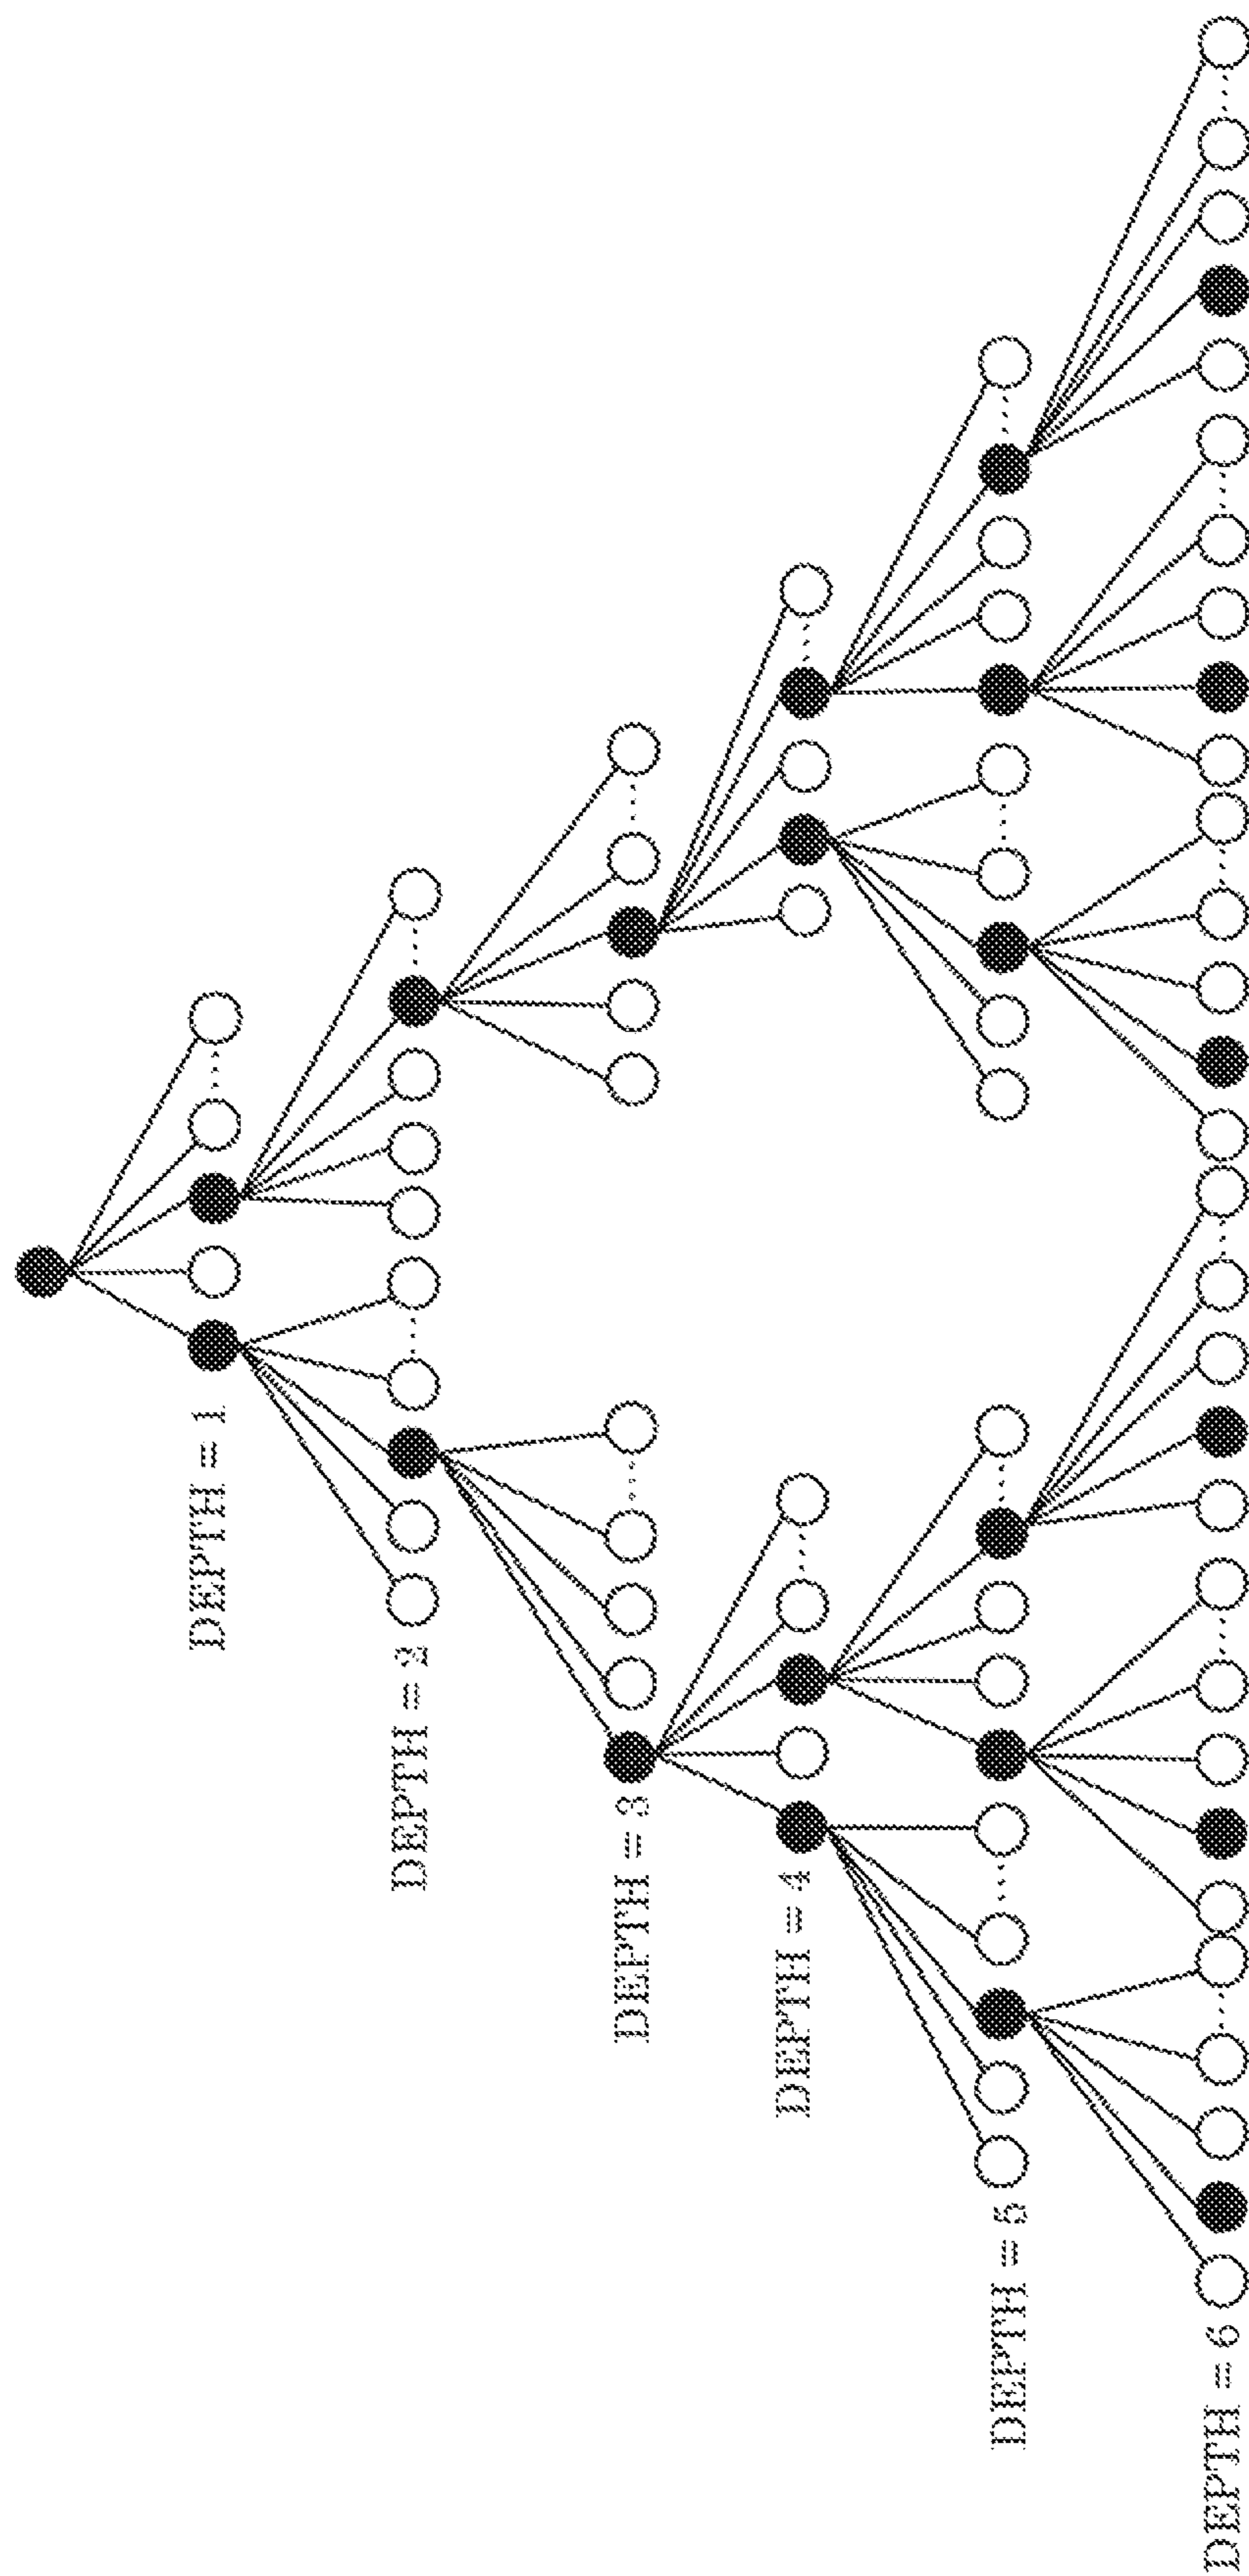 DEPTH = 1
DEPTH = 2
DEPTH = 3
DEPTH = 4
DEPTH = 5
DEPTH = 6